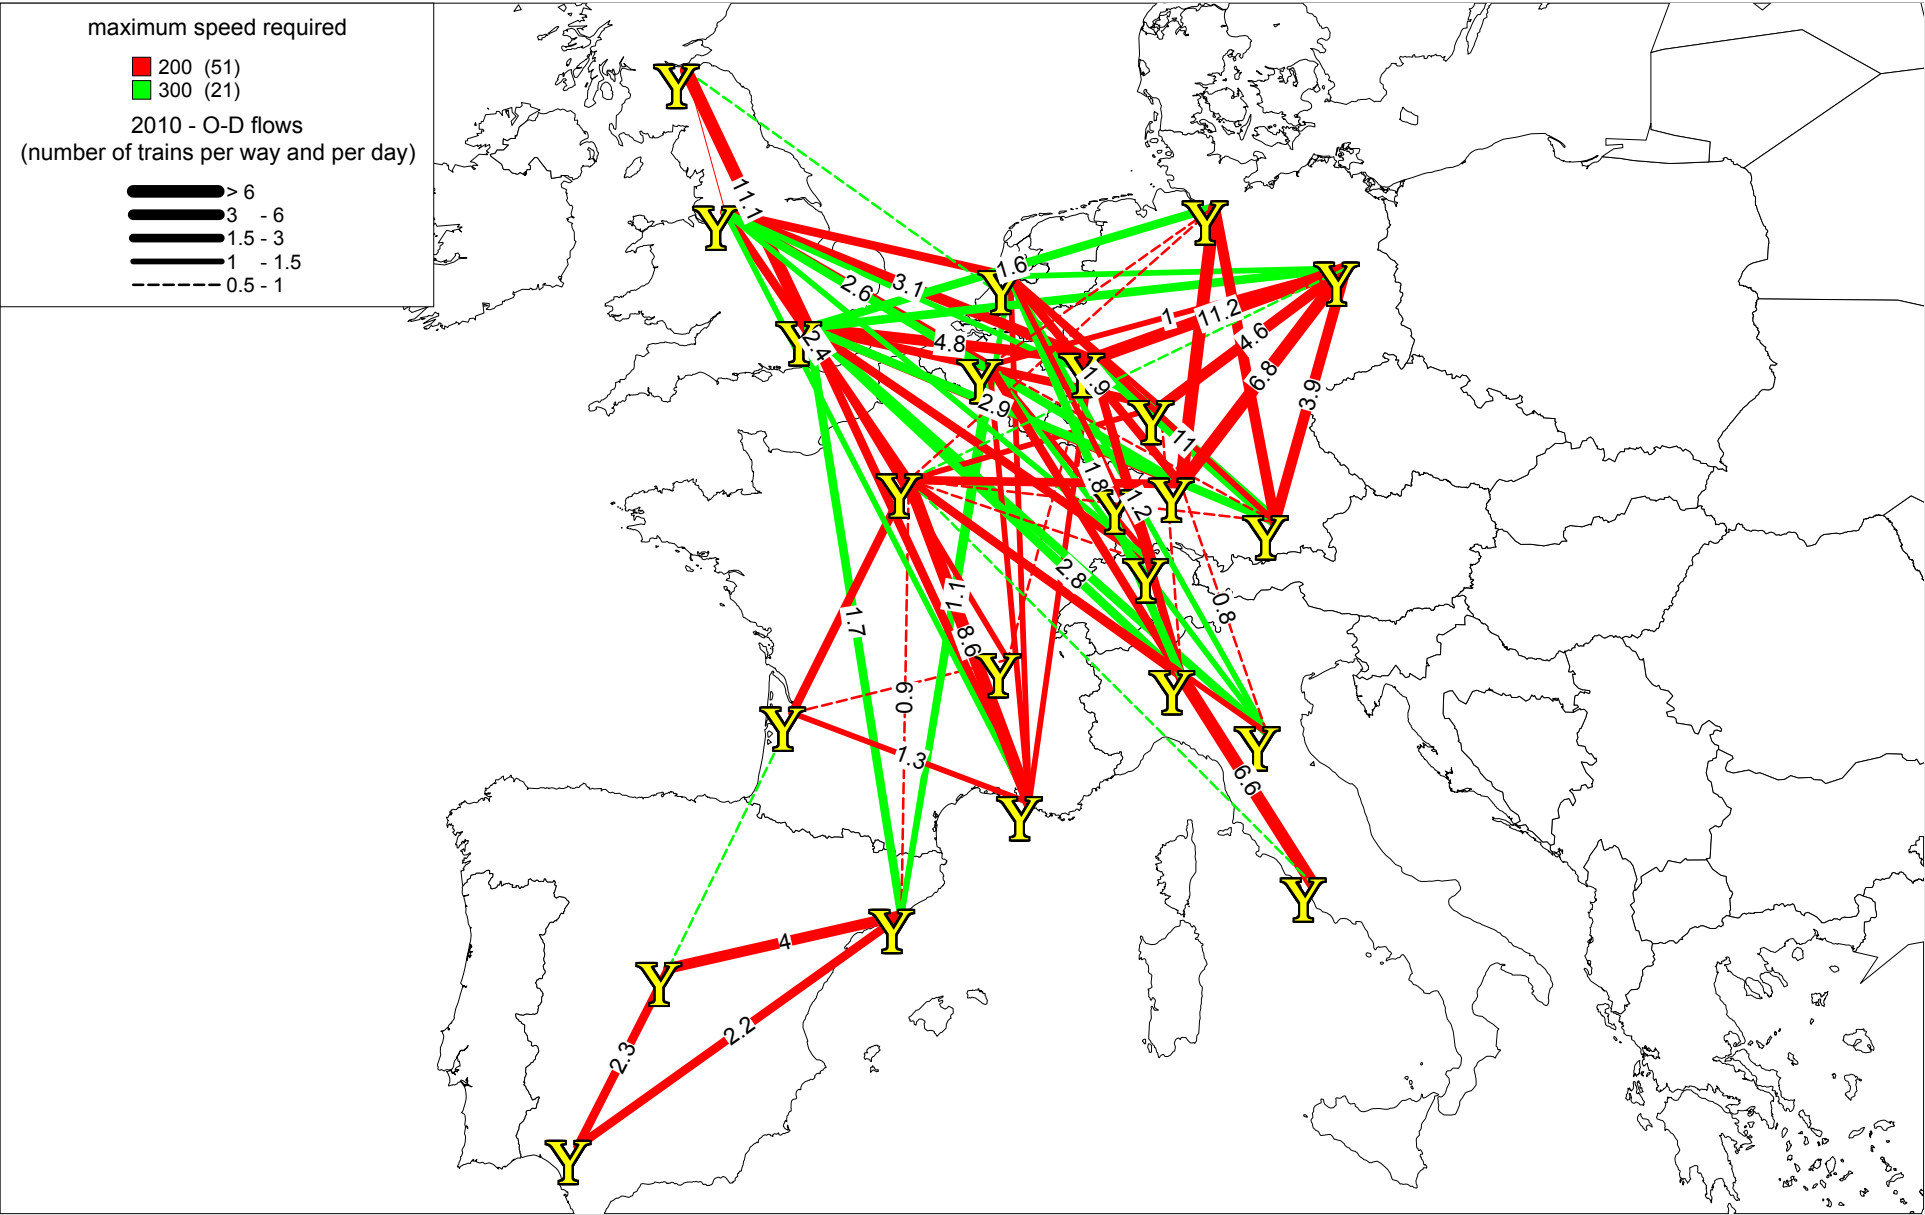 maximum speed required
200 (51)
300 (21)
2010 - O-D flows
(number of trains per way and per day)
> 6
3 - 6
1.5 - 3
1 - 1.5
0.5 - 1
Y
11.1
Y
Y
1.6
Y
Y
2.6
3.1
1
11.2
4.6
Y
2.4
4.8
Y
Y
1.9
6.8
3.9
2.9
Y
11
Y
1.8
1.2
Y
Y
Y
2.8
Y
1.7
1.1
8.6
0.8
0.9
Y
Y
Y
1.3
Y
6.6
Y
Y
Y
4
Y
2.2
2.3
Y